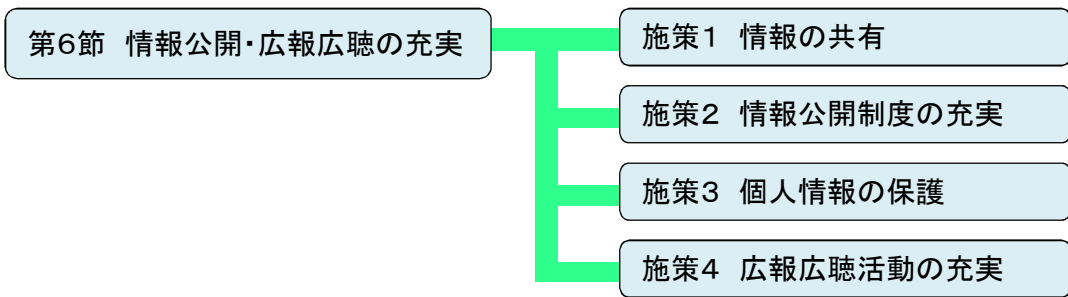 第６節 情報公開・広報広聴の充実
施策１ 情報の共有
施策２ 情報公開制度の充実
施策３ 個人情報の保護
施策４ 広報広聴活動の充実